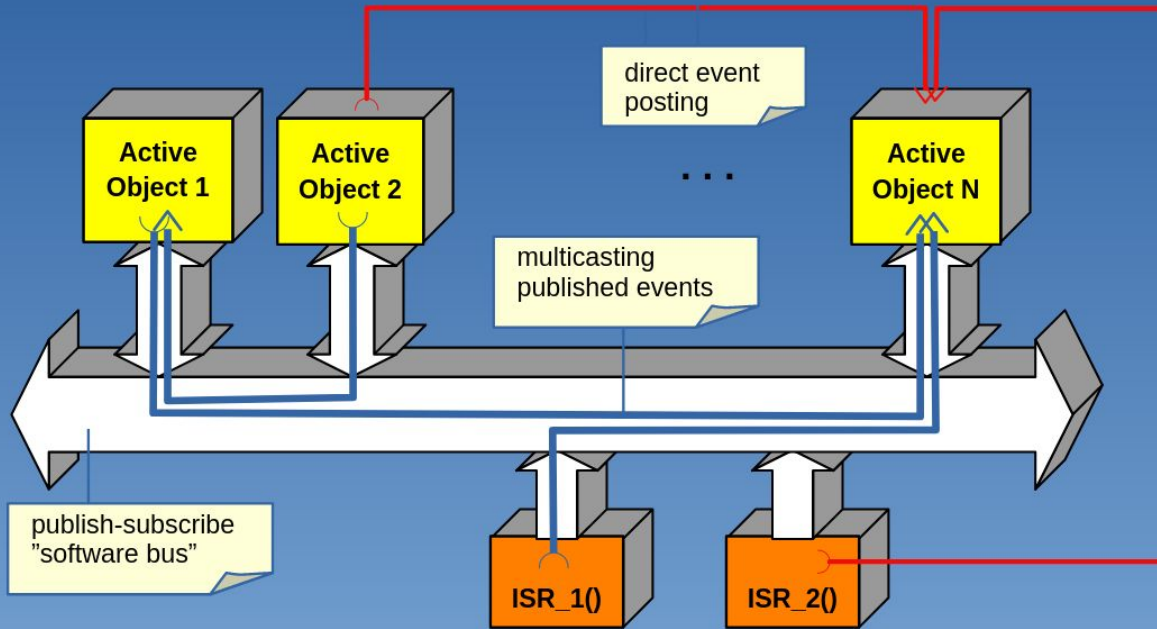 direct event
posting
Active
Object 1
Active
Object 2
. . .
Active
Object N
multicasting
published events
publish-subscribe
”software bus”
ISR_1()
ISR_2()